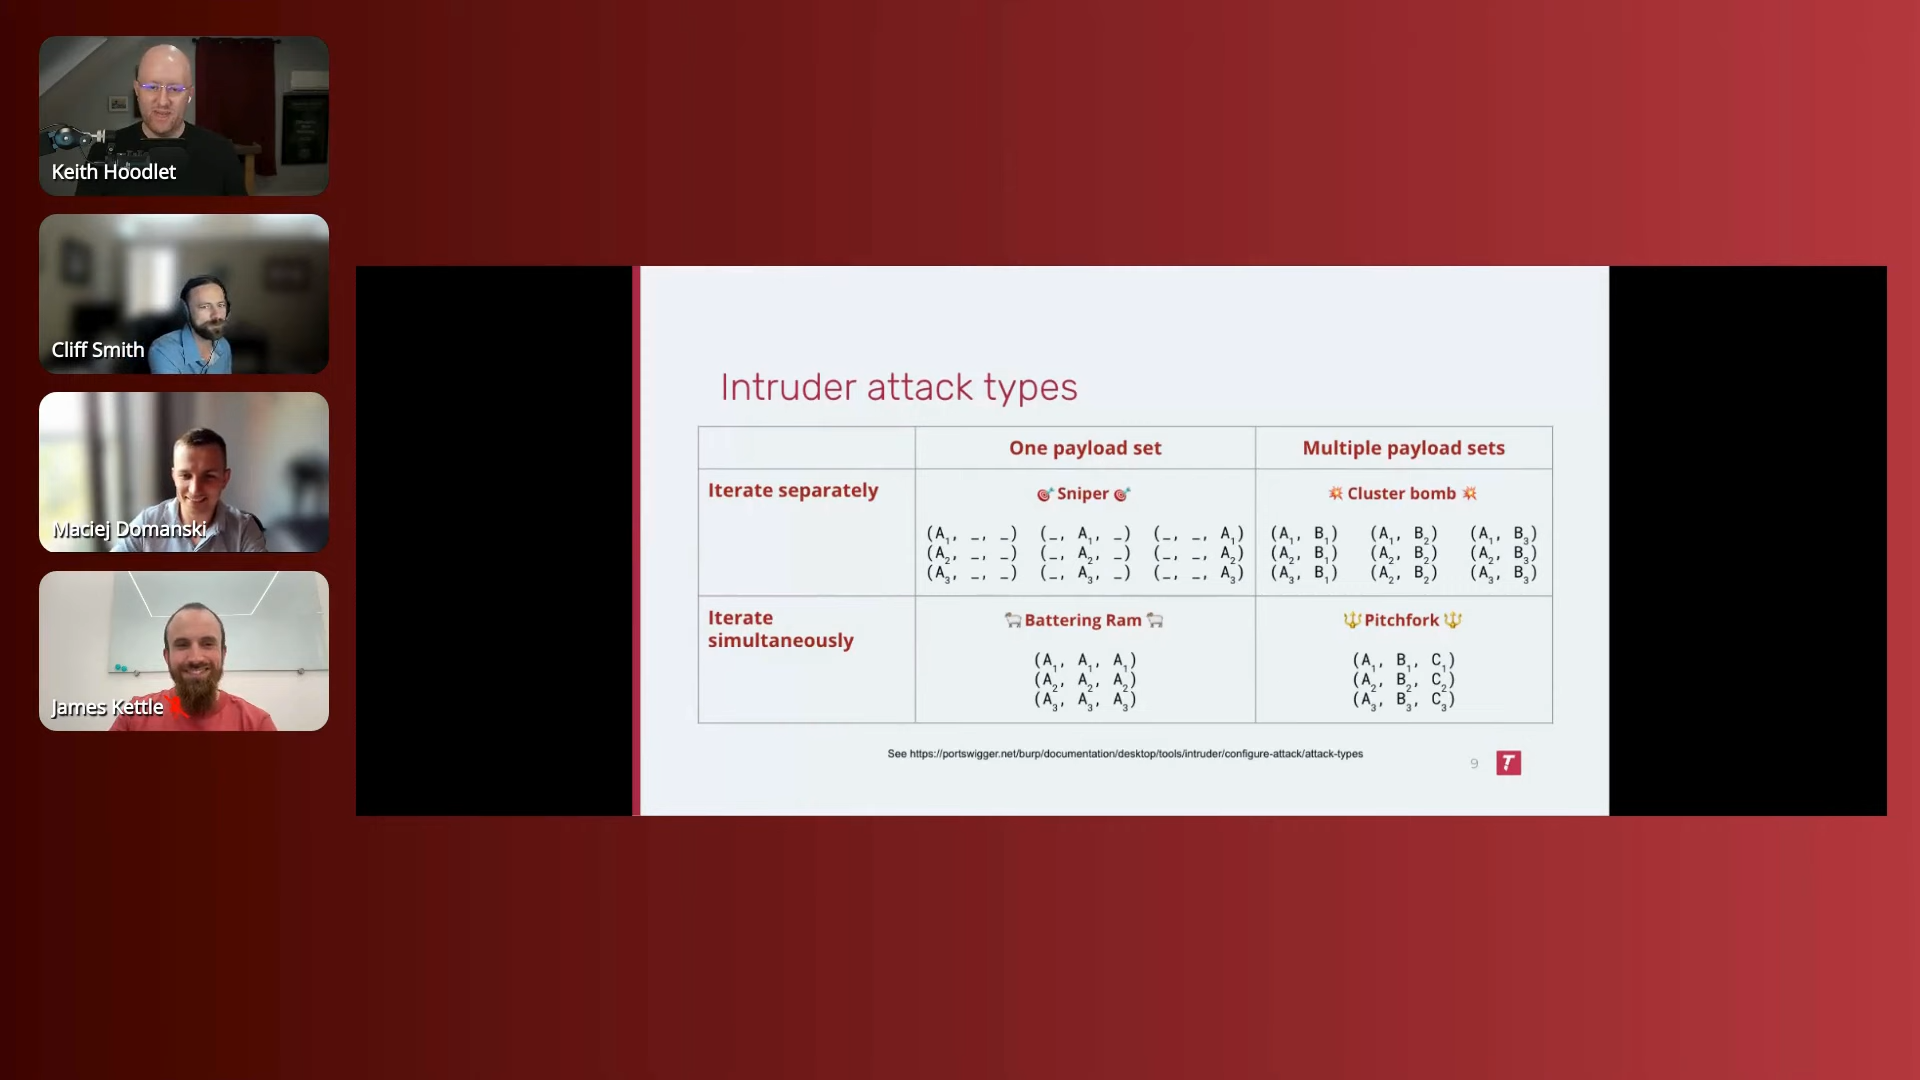 Keith Hoodlet
Cliff Smith
Maciej Domanski
James Kettle
Intruder attack types
One payload set
Multiple payload sets
Iterate separately
🎯 Sniper 🎯
(A₁, _, _) (_, A₁, _) (_, _, A₁)
(A₂, _, _) (_, A₂, _) (_, _, A₂)
(A₃, _, _) (_, A₃, _) (_, _, A₃)
💥 Cluster bomb 💥
(A₁, B₁) (A₁, B₂) (A₁, B₃)
(A₂, B₁) (A₂, B₂) (A₂, B₃)
(A₃, B₁) (A₂, B₂) (A₃, B₃)
Iterate
simultaneously
🐏 Battering Ram 🐏
(A₁, A₁, A₁)
(A₂, A₂, A₂)
(A₃, A₃, A₃)
🔱 Pitchfork 🔱
(A₁, B₁, C₁)
(A₂, B₂, C₂)
(A₃, B₃, C₃)
See https://portswigger.net/burp/documentation/desktop/tools/intruder/configure-attack/attack-types
9
T